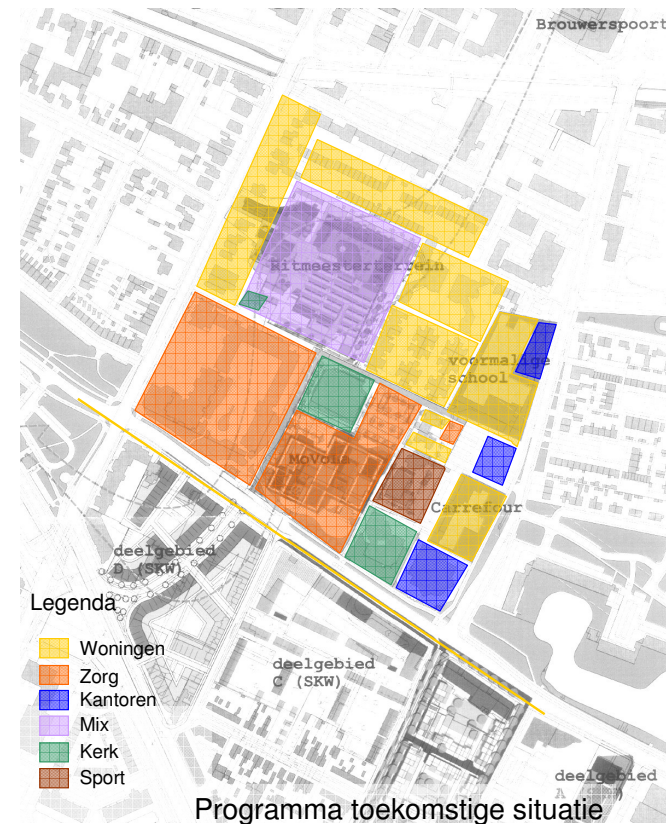 Brouwerspoort
Ritmeesterterrein
voormalige
school
MoVona
Carrefour
deelgebied
D (SKW)
Legenda
Woningen
Zorg
Kantoren
Mix
Kerk
Sport
deelgebied
C (SKW)
deelgebied
Programma toekomstige situatie